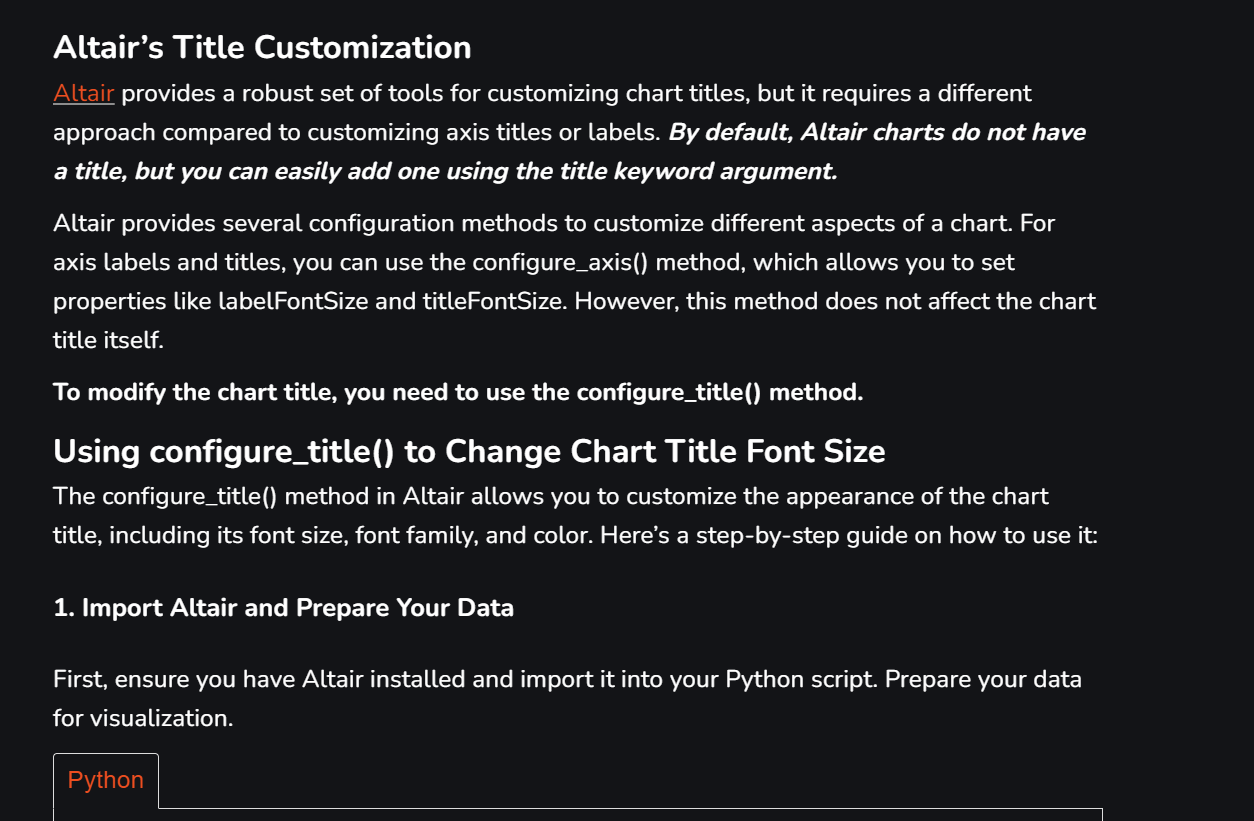 Altair’s Title Customization
Altair provides a robust set of tools for customizing chart titles, but it requires a different
approach compared to customizing axis titles or labels. By default, Altair charts do not have
a title, but you can easily add one using the title keyword argument.
Altair provides several configuration methods to customize different aspects of a chart. For
axis labels and titles, you can use the configure_axis() method, which allows you to set
properties like labelFontSize and titleFontSize. However, this method does not affect the chart
title itself.
To modify the chart title, you need to use the configure_title() method.
Using configure_title() to Change Chart Title Font Size
The configure_title() method in Altair allows you to customize the appearance of the chart
title, including its font size, font family, and color. Here’s a step-by-step guide on how to use it:
1. Import Altair and Prepare Your Data
First, ensure you have Altair installed and import it into your Python script. Prepare your data
for visualization.
Python